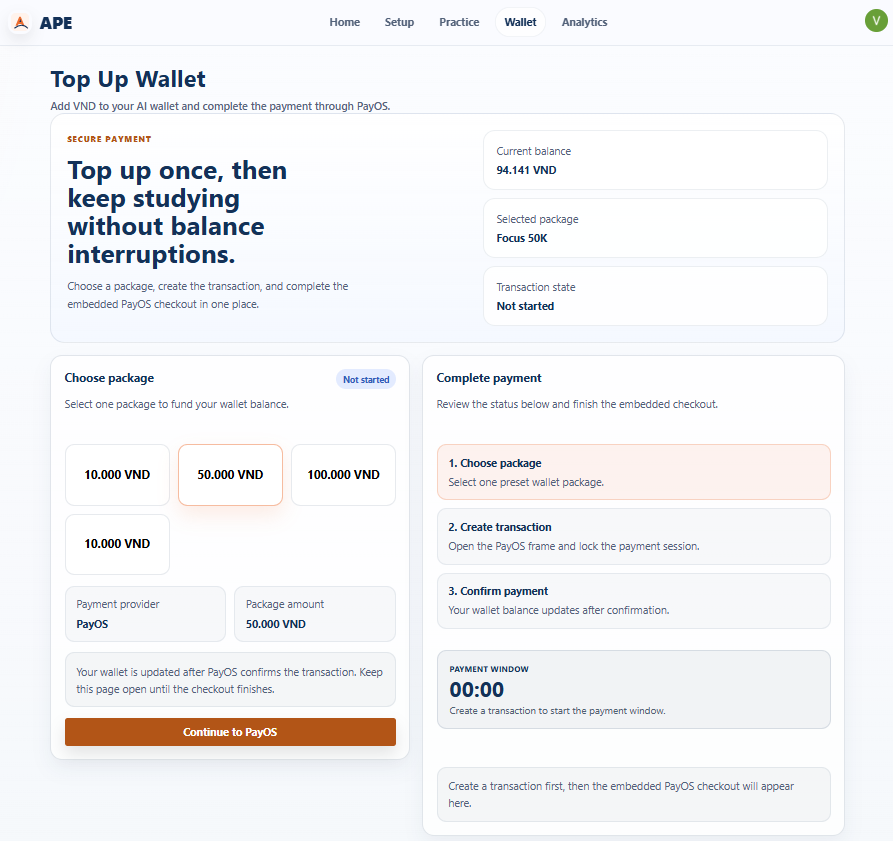 APE
Home
Setup
Practice
Wallet
Analytics
V
Top Up Wallet
Add VND to your AI wallet and complete the payment through PayOS.
SECURE PAYMENT
Top up once, then
keep studying
without balance
interruptions.
Choose a package, create the transaction, and complete the
embedded PayOS checkout in one place.
Current balance
94.141 VND
Selected package
Focus 50K
Transaction state
Not started
Choose package
Not started
Select one package to fund your wallet balance.
10.000 VND
50.000 VND
100.000 VND
10.000 VND
Payment provider
PayOS
Package amount
50.000 VND
Your wallet is updated after PayOS confirms the transaction. Keep
this page open until the checkout finishes.
Continue to PayOS
Complete payment
Review the status below and finish the embedded checkout.
1. Choose package
Select one preset wallet package.
2. Create transaction
Open the PayOS frame and lock the payment session.
3. Confirm payment
Your wallet balance updates after confirmation.
PAYMENT WINDOW
00:00
Create a transaction to start the payment window.
Create a transaction first, then the embedded PayOS checkout will appear
here.